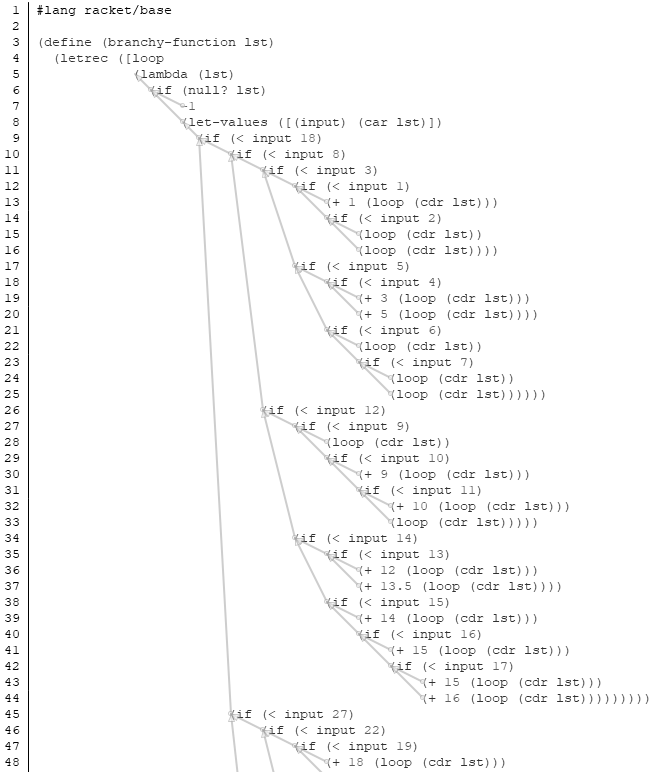 1 #lang racket/base
2
3 (define (branchy-function lst)
4 (letrec ([loop
5 (lambda (lst)
6 (if (null? lst)
7 -1
8 (let-values ([(input) (car lst)])
9 (if (< input 18)
10 (if (< input 8)
11 (if (< input 3)
12 (if (< input 1)
13 (+ 1 (loop (cdr lst)))
14 (if (< input 2)
15 (loop (cdr lst))
16 (loop (cdr lst))))
17 (if (< input 5)
18 (if (< input 4)
19 (+ 3 (loop (cdr lst)))
20 (+ 5 (loop (cdr lst))))
21 (if (< input 6)
22 (loop (cdr lst))
23 (if (< input 7)
24 (loop (cdr lst))
25 (loop (cdr lst))))))
26 (if (< input 12)
27 (if (< input 9)
28 (loop (cdr lst))
29 (if (< input 10)
30 (+ 9 (loop (cdr lst)))
31 (if (< input 11)
32 (+ 10 (loop (cdr lst)))
33 (loop (cdr lst)))))
34 (if (< input 14)
35 (if (< input 13)
36 (+ 12 (loop (cdr lst)))
37 (+ 13.5 (loop (cdr lst))))
38 (if (< input 15)
39 (+ 14 (loop (cdr lst)))
40 (if (< input 16)
41 (+ 15 (loop (cdr lst)))
42 (if (< input 17)
43 (+ 15 (loop (cdr lst)))
44 (+ 16 (loop (cdr lst)))))))))
45 (if (< input 27)
46 (if (< input 22)
47 (if (< input 19)
48 (+ 18 (loop (cdr lst)))